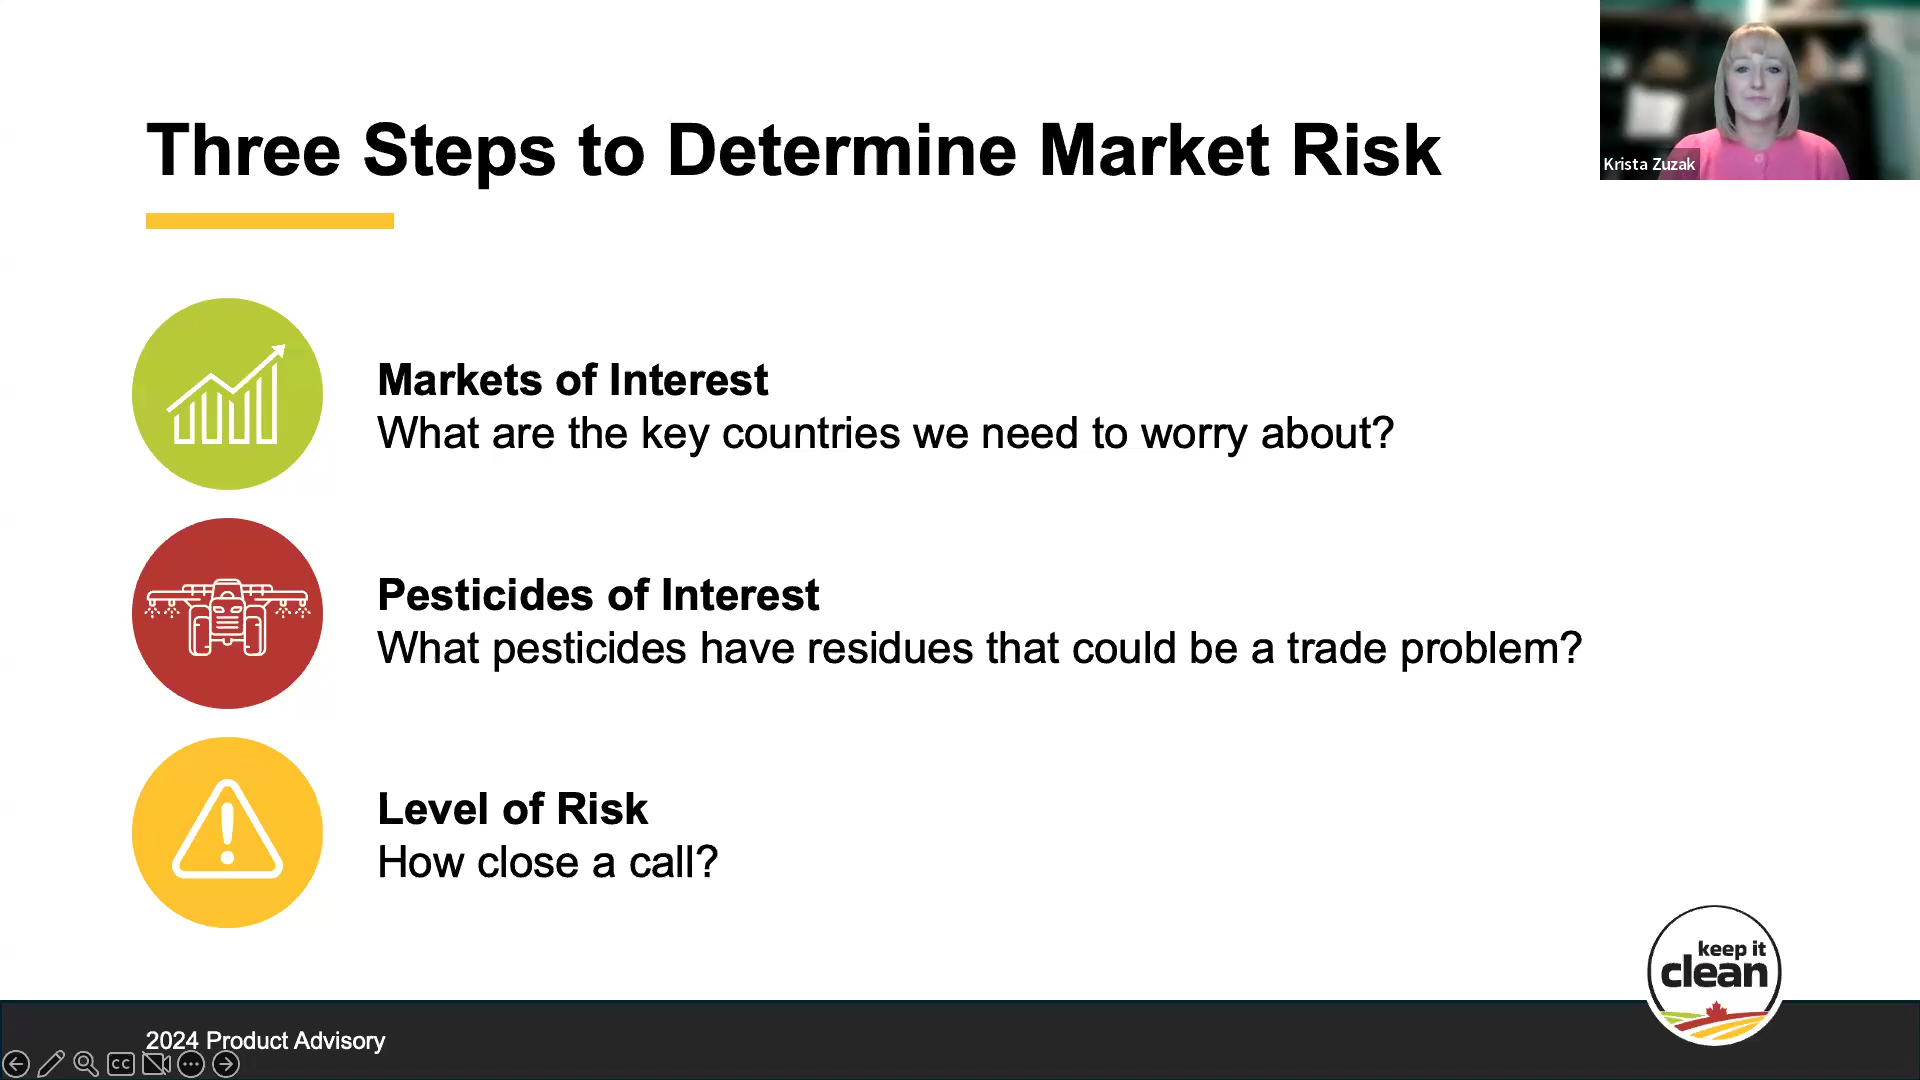 Three Steps to Determine Market Risk
Krista Zuzak
Markets of Interest
What are the key countries we need to worry about?
Pesticides of Interest
What pesticides have residues that could be a trade problem?
Level of Risk
How close a call?
keep it
clean
2024 Product Advisory
CC